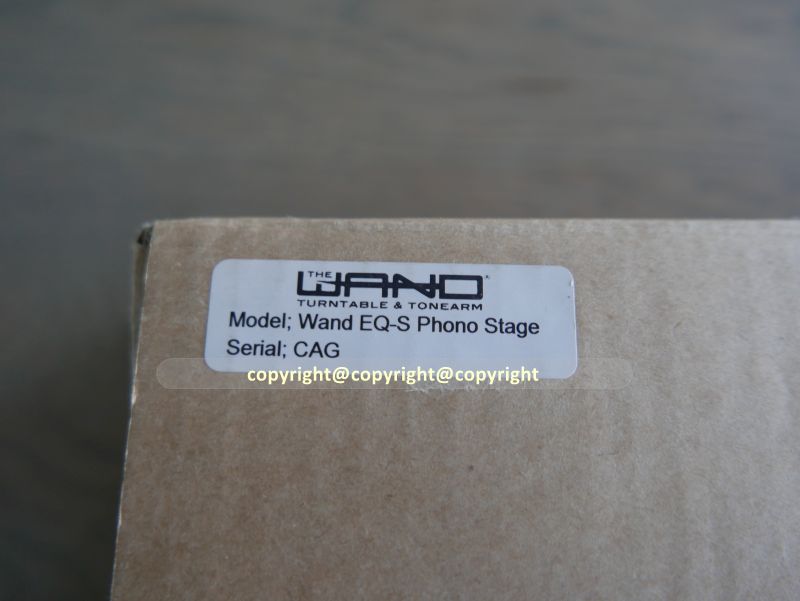 THE
WAND
TURNTABLE & TONEARM
Model; Wand EQ-S Phono Stage
Serial; CAG
copyright@copyright@copyright